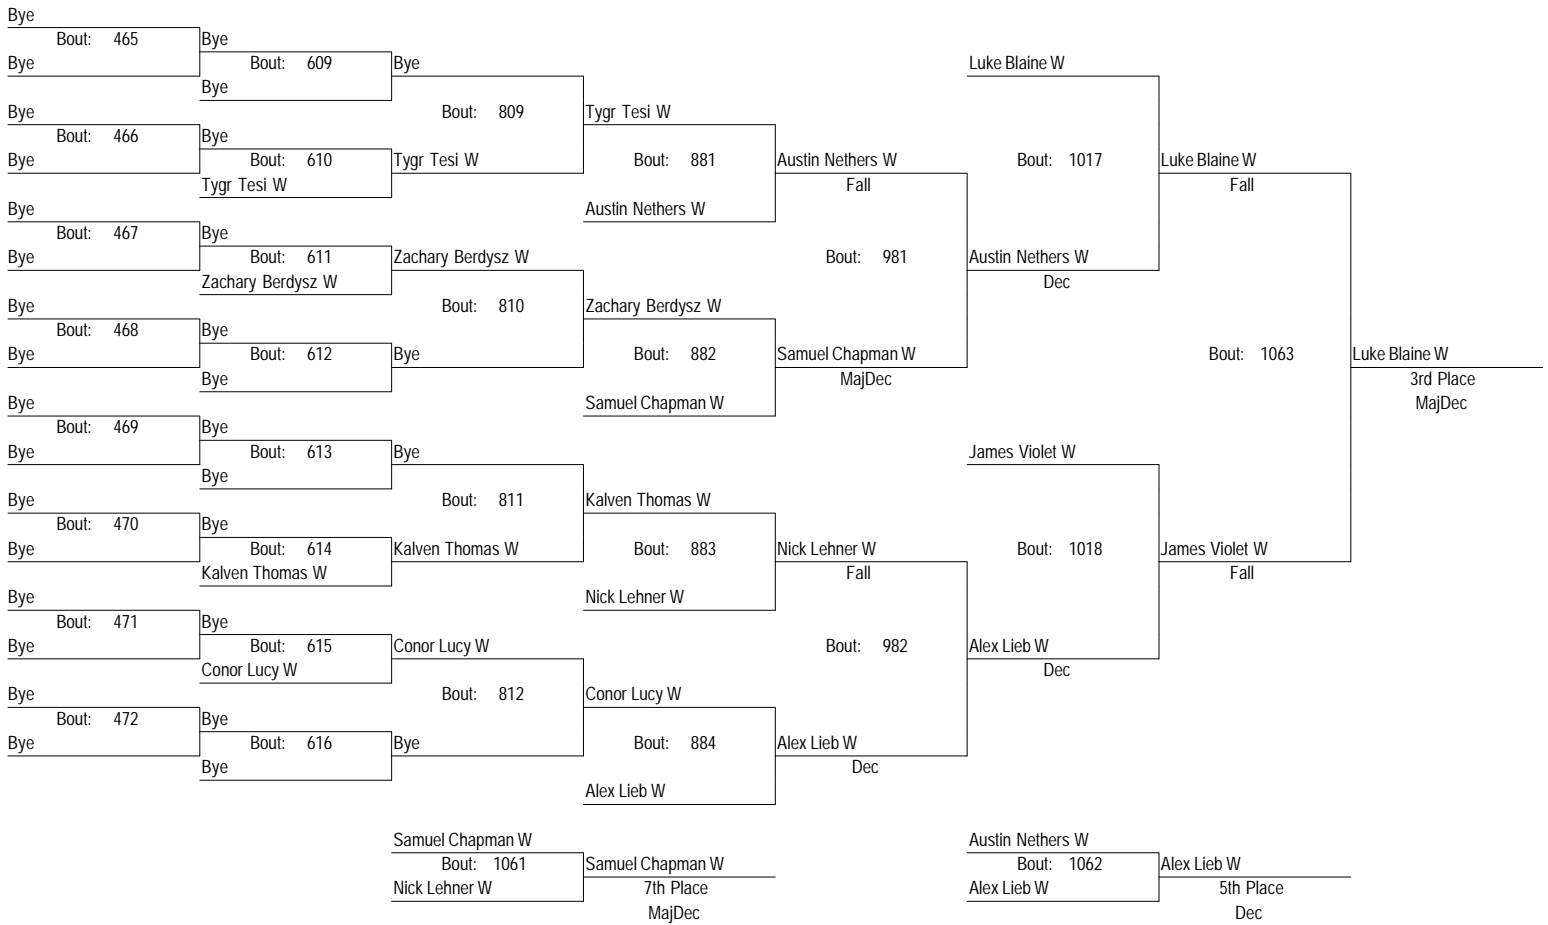 Bye
Bout: 465
Bye
Bye
Bout: 609
Bye
Bye
Bout: 466
Bye
Bye
Bout: 610
Tygr Tesi W
Bye
Bout: 809
Tygr Tesi W
Bye
Bout: 467
Bye
Bye
Bout: 611
Zachary Berdysz W
Bye
Bout: 468
Bye
Bye
Bout: 612
Bye
Zachary Berdysz W
Bout: 810
Bye
Tygr Tesi W
Bout: 881
Austin Nethers W
Zachary Berdysz W
Bout: 882
Samuel Chapman W
Austin Nethers W
Fall
Bout: 981
Samuel Chapman W
MajDec
Luke Blaine W
Bout: 1017
Austin Nethers W
Dec
Luke Blaine W
Fall
Bye
Bout: 469
Bye
Bye
Bout: 613
Bye
Bye
Bout: 470
Bye
Bye
Bout: 614
Kalven Thomas W
Bye
Bout: 811
Kalven Thomas W
Bye
Bout: 471
Bye
Bye
Bout: 615
Conor Lucy W
Bye
Bout: 472
Bye
Bye
Bout: 616
Bye
Conor Lucy W
Bout: 812
Bye
Kalven Thomas W
Bout: 883
Nick Lehner W
Conor Lucy W
Bout: 884
Alex Lieb W
Nick Lehner W
Fall
Bout: 982
Alex Lieb W
Dec
James Violet W
Bout: 1018
Alex Lieb W
Dec
James Violet W
Fall
Bout: 1063
Luke Blaine W
3rd Place
MajDec
Samuel Chapman W
Bout: 1061
Nick Lehner W
Samuel Chapman W
7th Place
MajDec
Austin Nethers W
Bout: 1062
Alex Lieb W
Alex Lieb W
5th Place
Dec